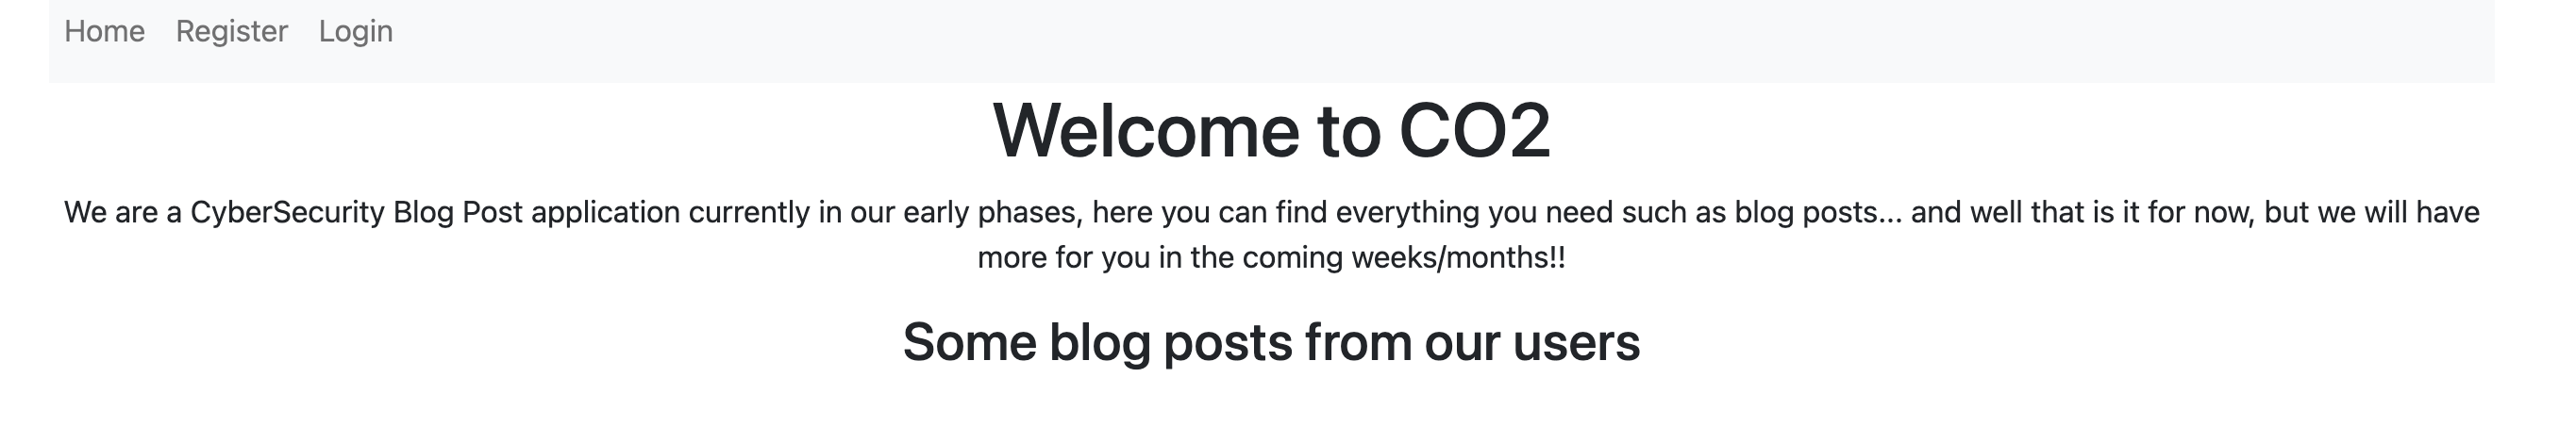 Home Register Login
Welcome to CO2
We are a CyberSecurity Blog Post application currently in our early phases, here you can find everything you need such as blog posts... and well that is it for now, but we will have
more for you in the coming weeks/months!!
Some blog posts from our users